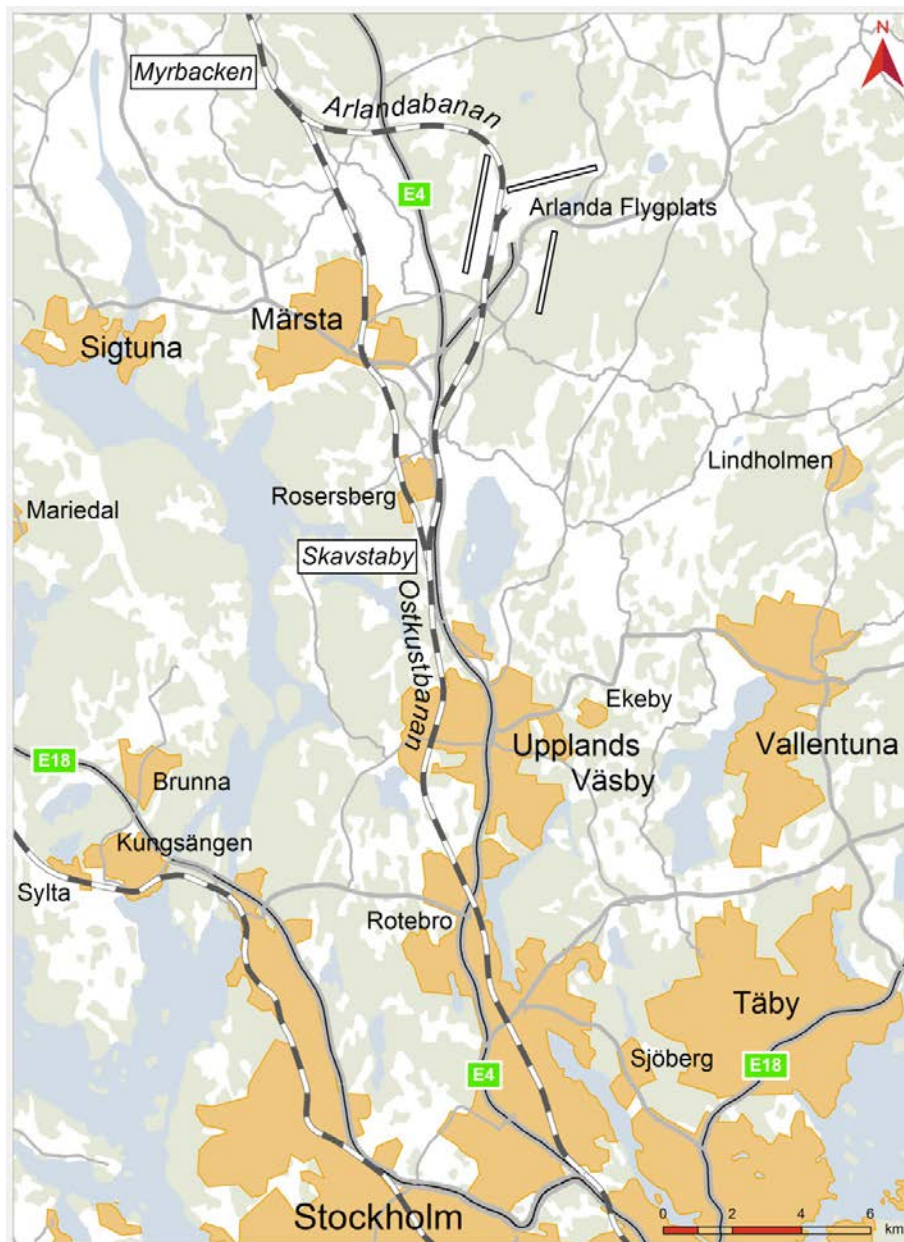 N
Myrbacken
Arlandabanan
E4
Arlanda Flygplats
Märsta
Sigtuna
Lindholmen
Rosersberg
Mariedal
Skavstaby
Ostkustbanan
Ekeby
Upplands
Väsby
Vallentuna
E18
Brunna
Kungsängen
Sylta
Rotebro
Täby
Sjöberg
E18
E4
Stockholm
0 2 4 6
km